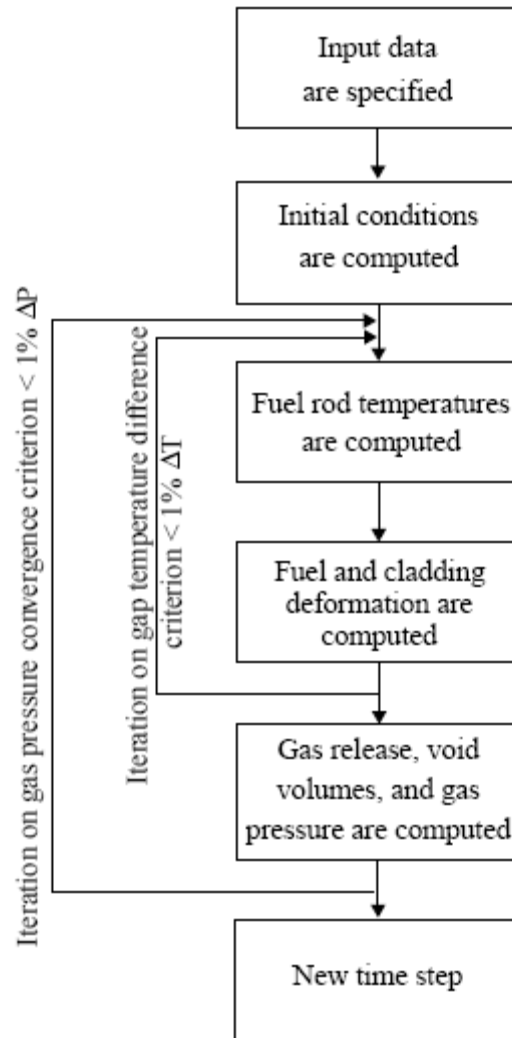 Input data
are specified
Initial conditions
are computed
Iteration on gas pressure convergence criterion < 1% ΔP
Iteration on gap temperature difference
criterion < 1% ΔT
Fuel rod temperatures
are computed
Fuel and cladding
deformation are
computed
Gas release, void
volumes, and gas
pressure are computed
New time step